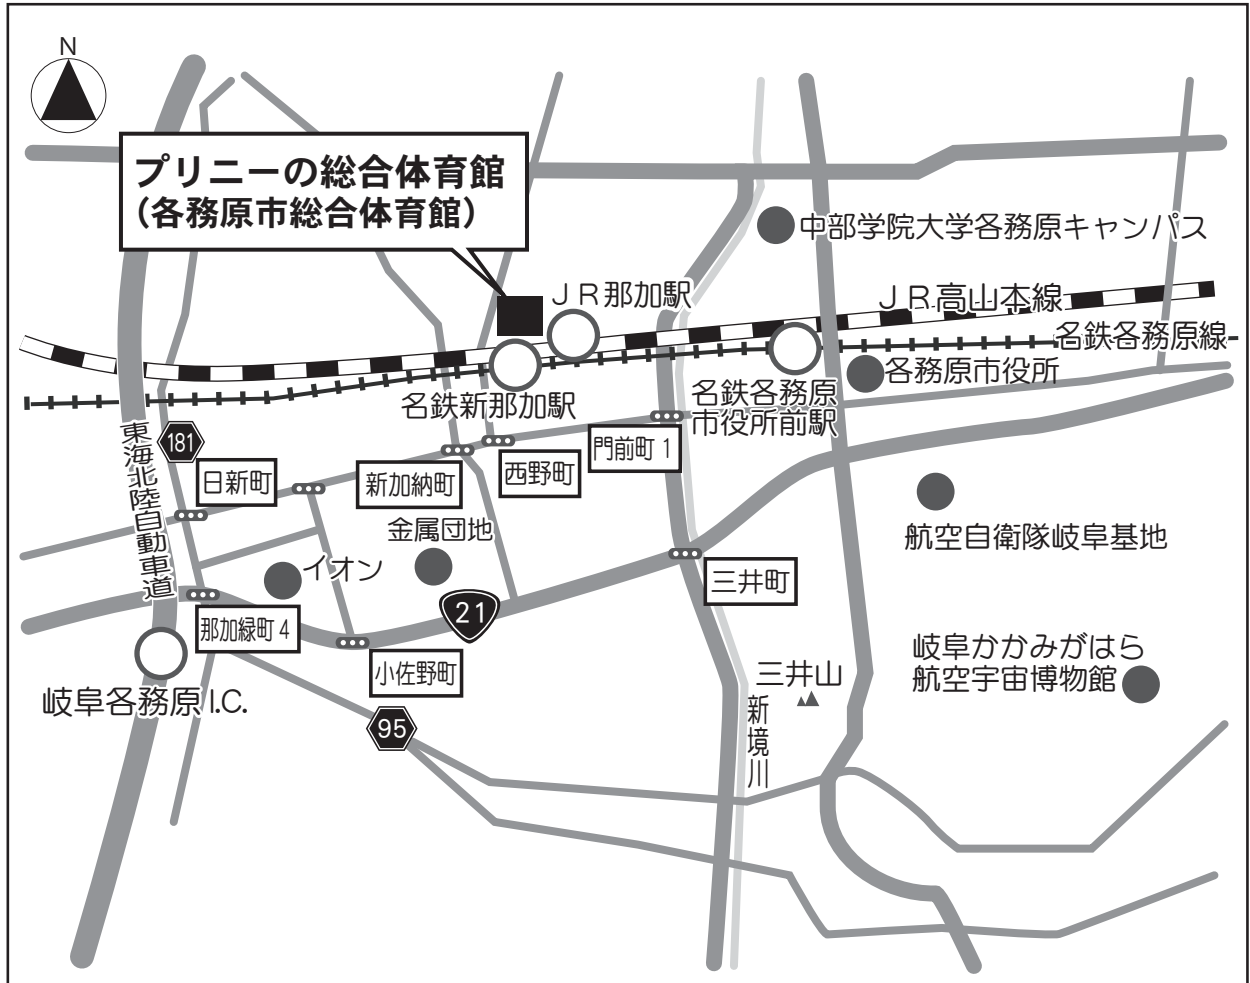 N
プリニーの総合体育館
(各務原市総合体育館)
中部学院大学各務原キャンパス
JR那加駅
JR高山本線
名鉄各務原線
各務原市役所
名鉄新那加駅
名鉄各務原
市役所前駅
東海北陸自動車道
181
日新町
新加納町
西野町
門前町1
金属団地
イオン
航空自衛隊岐阜基地
三井町
21
那加緑町4
小佐野町
岐阜各務原I.C.
95
三井山
新境川
岐阜かかみがはら
航空宇宙博物館